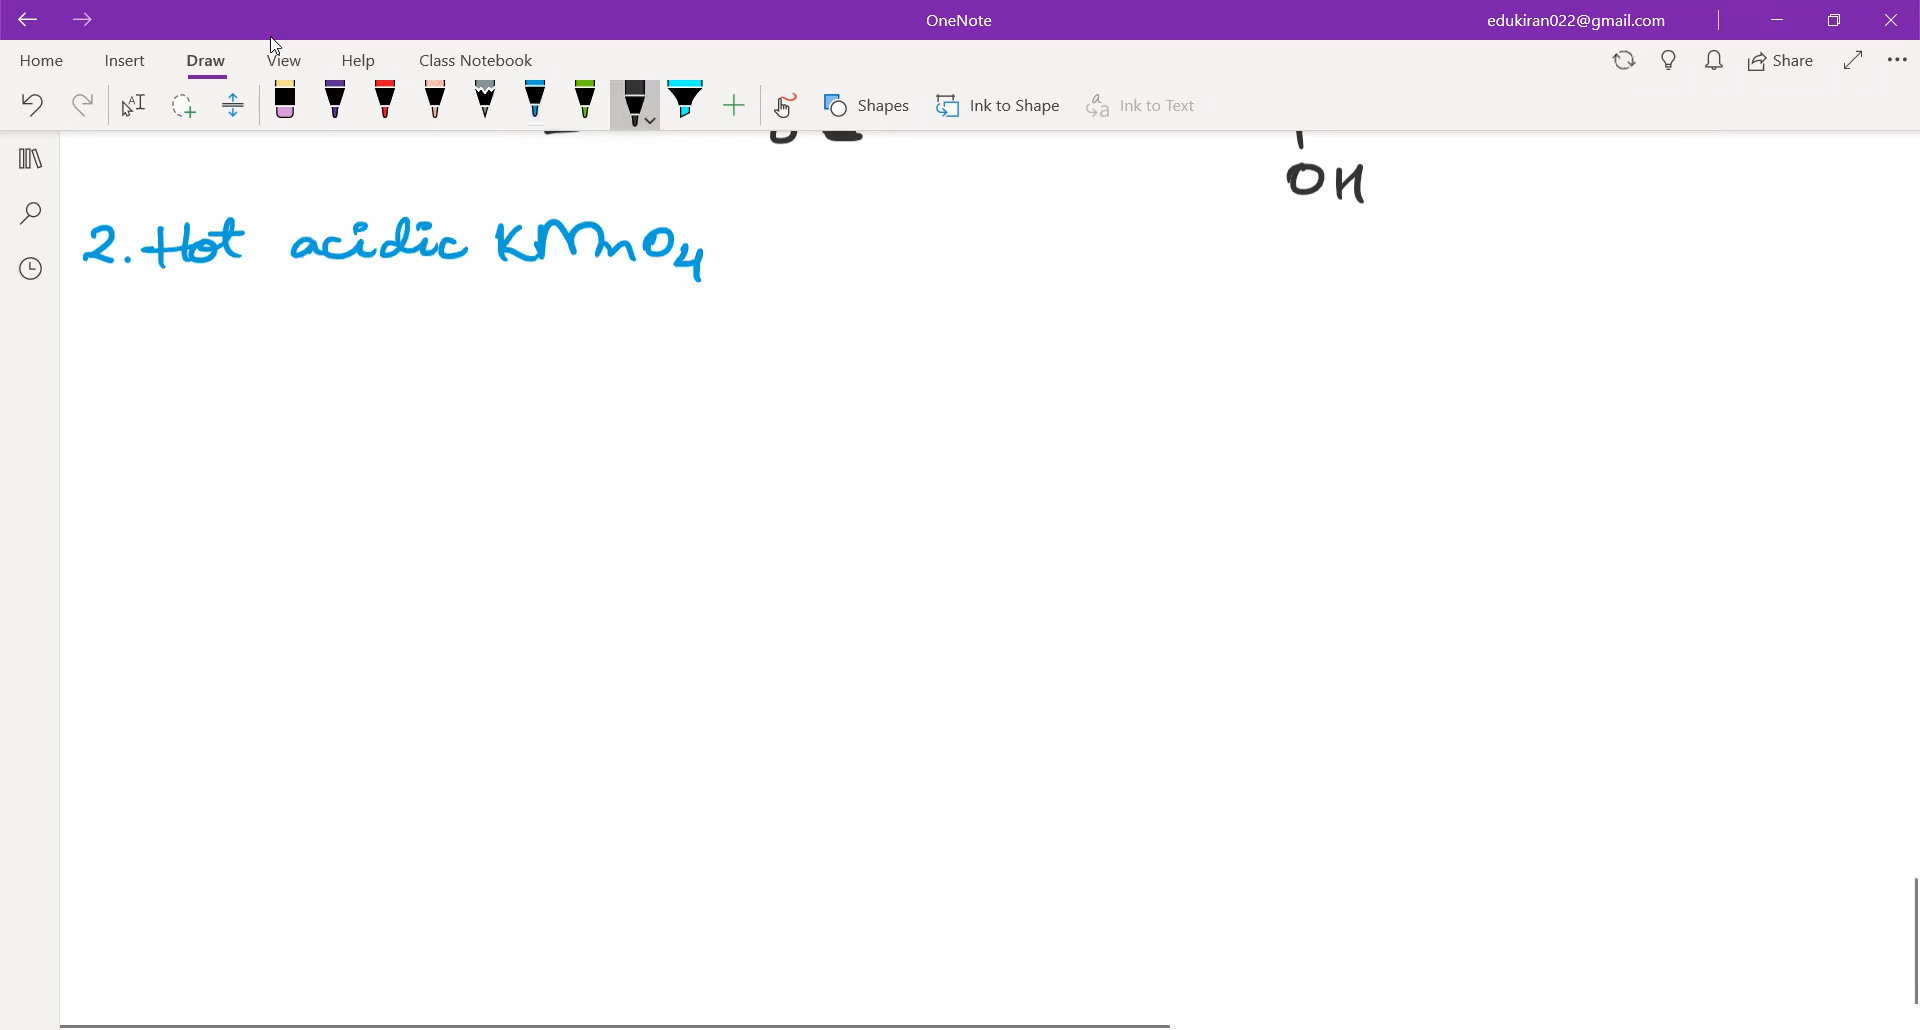 OneNote
edukiran022@gmail.com
Home Insert Draw View Help Class Notebook
Share
Shapes Ink to Shape Ink to Text
OH
2. Hot acidic KMnO4